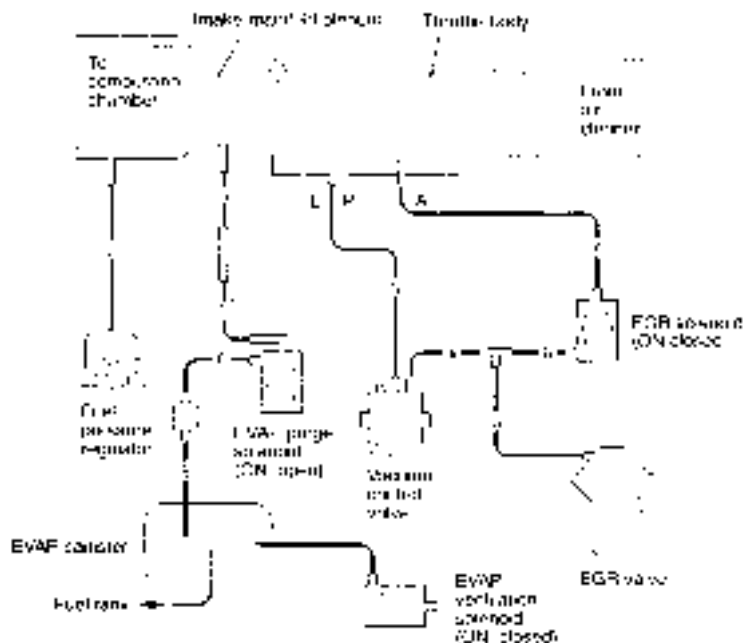 Intake manifold plenum
Throttle body
To
combustion
chamber
From
air
cleaner
E
P
A
EGR solenoid
(ON closed
Fuel
pressure
regulator
EVAP purge
solenoid
(ON open)
Vacuum
control
valve
EVAP canister
EGR valve
Fuel tank
EVAP
ventilation
solenoid
(ON closed)